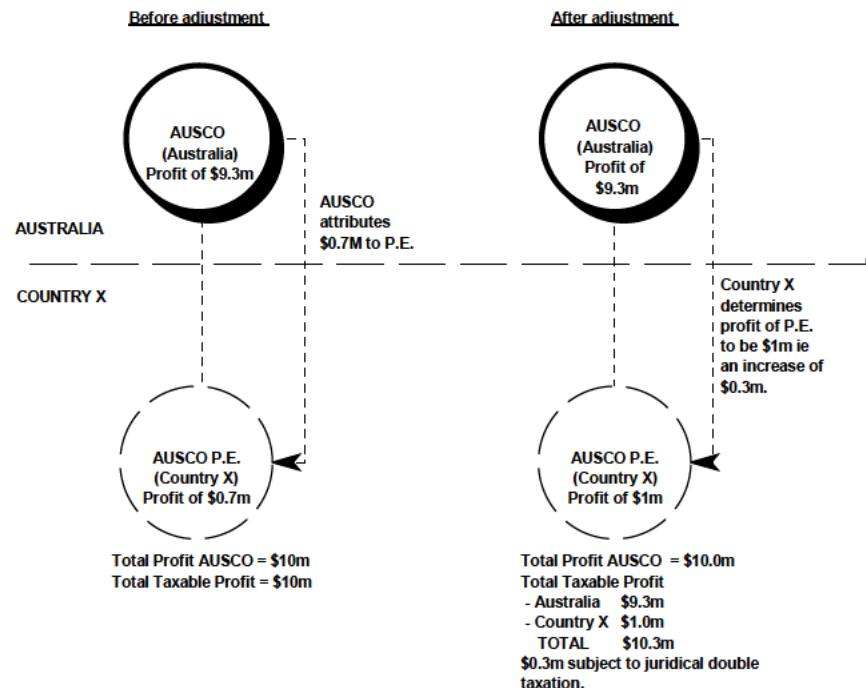 Before adjustment
After adjustment
AUSCO
(Australia)
Profit of $9.3m
AUSCO
(Australia)
Profit of
$9.3m
AUSCO
attributes
$0.7M to P.E.
AUSTRALIA
COUNTRY X
Country X
determines
profit of P.E.
to be $1m ie
an increase of
$0.3m.
AUSCO P.E.
(Country X)
Profit of $0.7m
AUSCO P.E.
(Country X)
Profit of $1m
Total Profit AUSCO = $10m
Total Taxable Profit = $10m
Total Profit AUSCO = $10.0m
Total Taxable Profit
- Australia $9.3m
- Country X $1.0m
TOTAL $10.3m
$0.3m subject to juridical double
taxation.